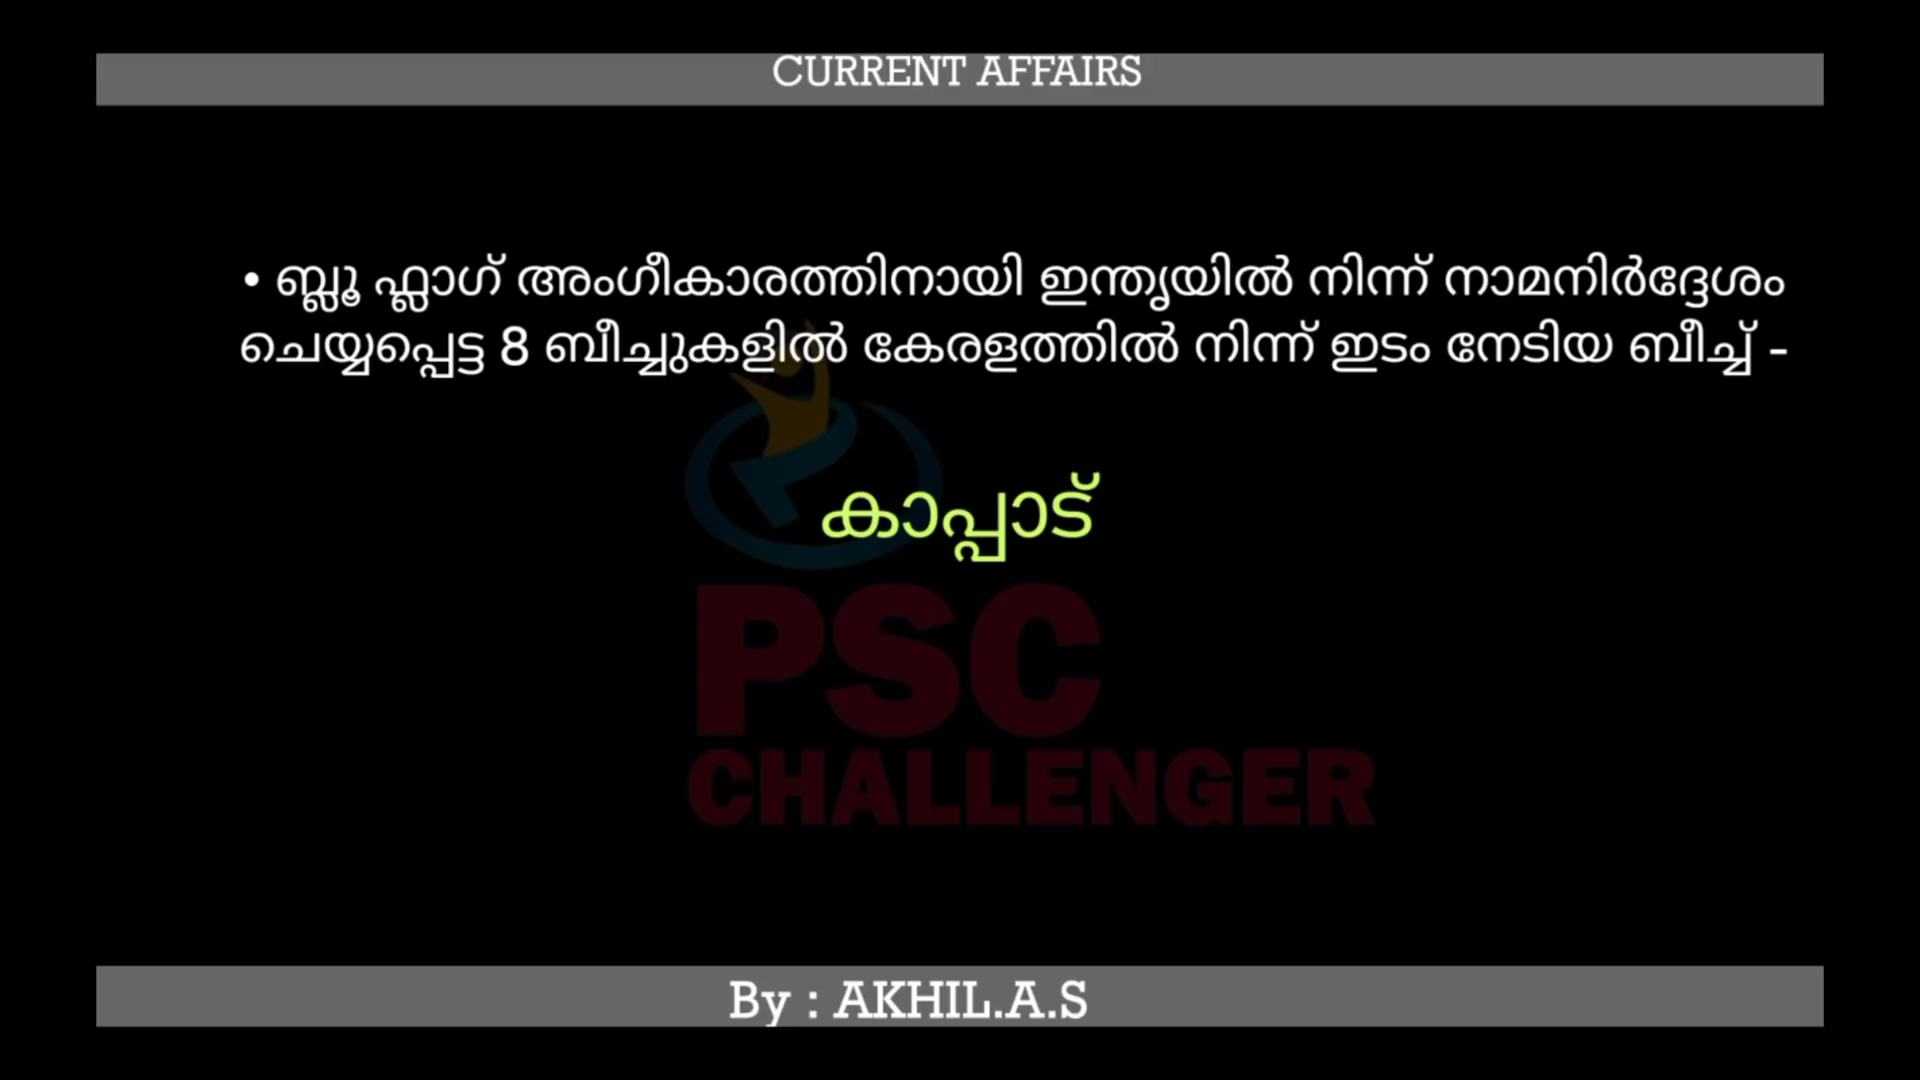 CURRENT AFFAIRS
• ബ്ലൂ ഫ്ലാഗ് അംഗീകാരത്തിനായി ഇന്ത്യയിൽ നിന്ന് നാമനിർദ്ദേശം
ചെയ്യപ്പെട്ട 8 ബീച്ചുകളിൽ കേരളത്തിൽ നിന്ന് ഇടം നേടിയ ബീച്ച് -
കാപ്പാട്
PSC
CHALLENGER
By : AKHIL.A.S